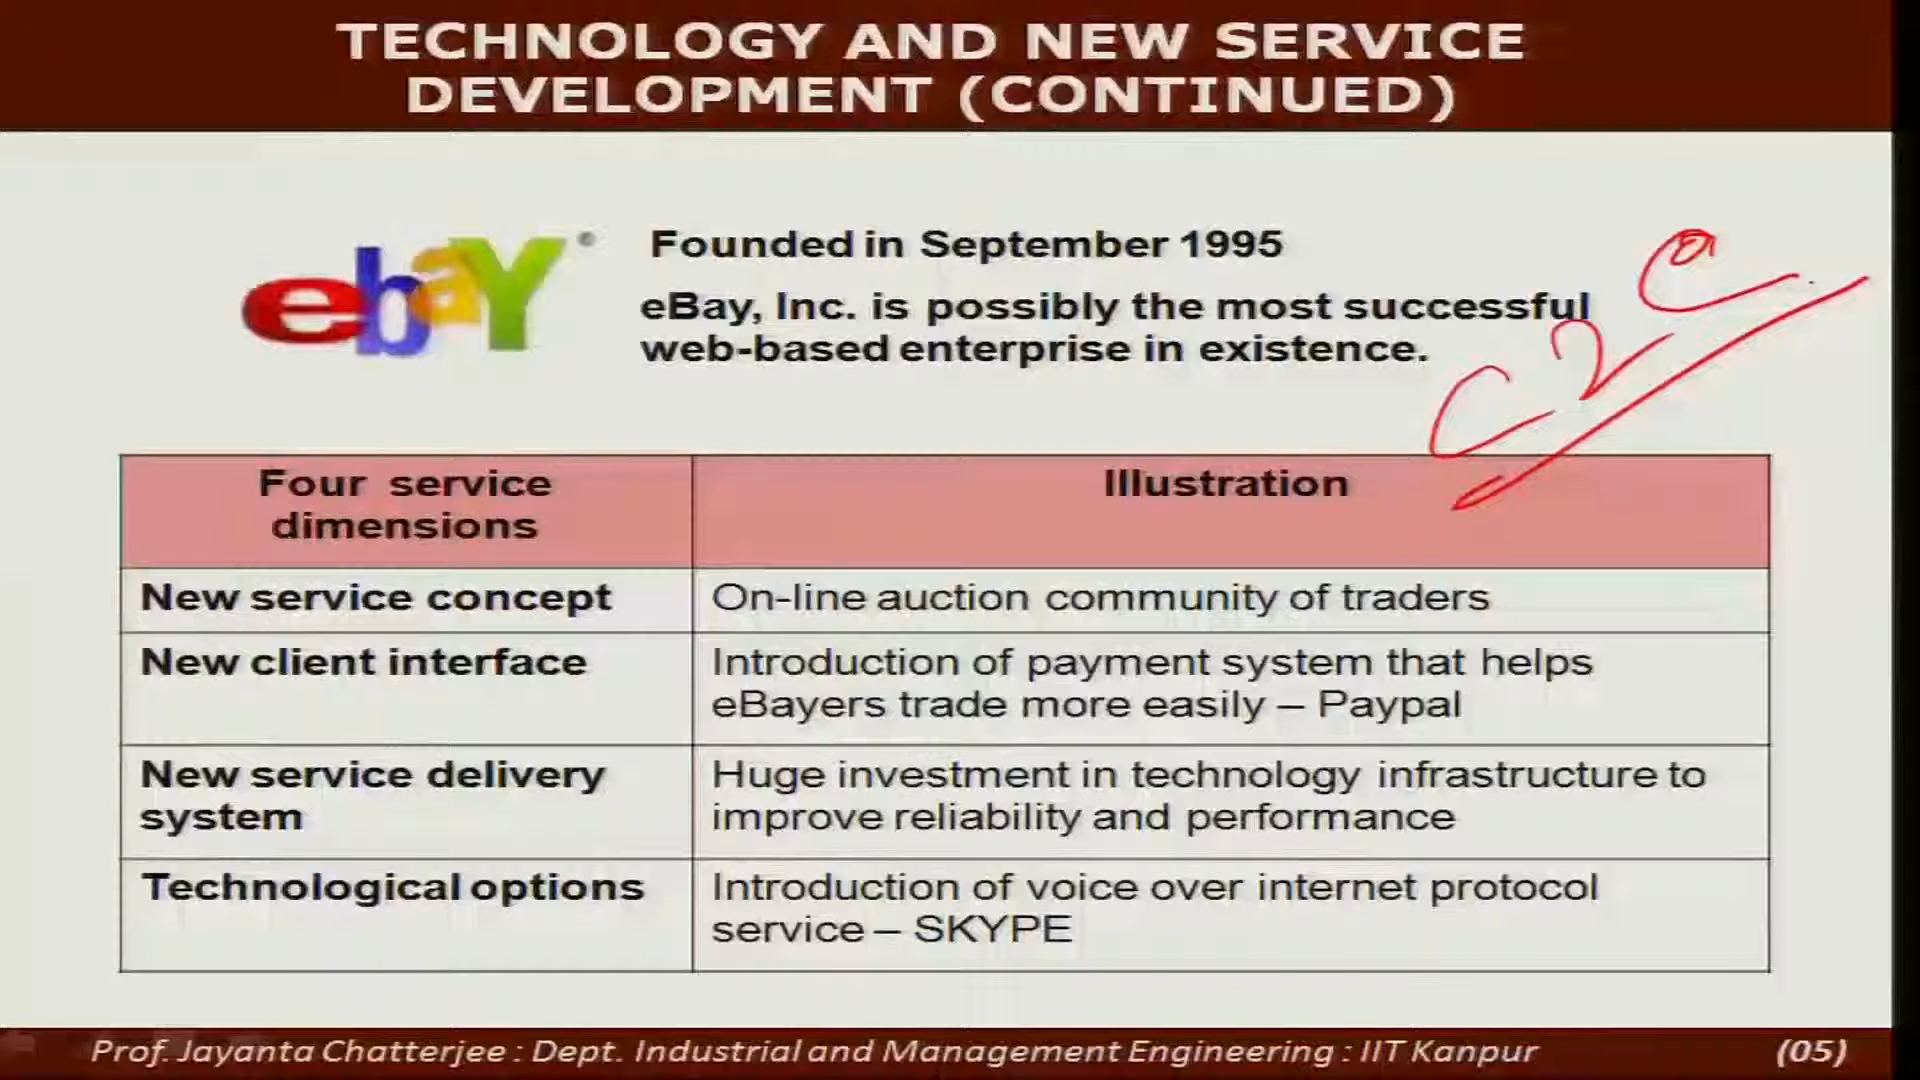 TECHNOLOGY AND NEW SERVICE
DEVELOPMENT (CONTINUED)
ebaY
Founded in September 1995
eBay, Inc. is possibly the most successful
web-based enterprise in existence.
C2C
Four service
dimensions
Illustration
New service concept
On-line auction community of traders
New client interface
Introduction of payment system that helps
eBayers trade more easily – Paypal
New service delivery
system
Huge investment in technology infrastructure to
improve reliability and performance
Technological options
Introduction of voice over internet protocol
service – SKYPE
Prof. Jayanta Chatterjee : Dept. Industrial and Management Engineering : IIT Kanpur
(05)